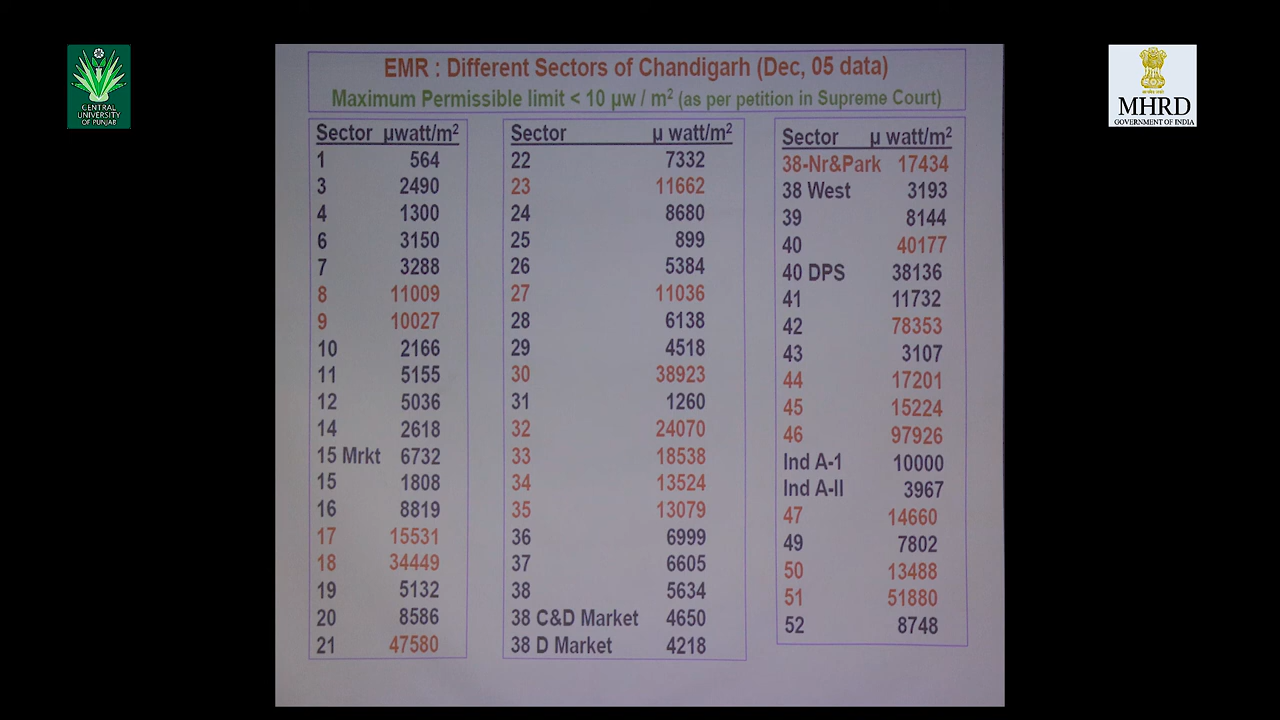 CENTRAL
UNIVERSITY
OF PUNJAB
EMR : Different Sectors of Chandigarh (Dec, 05 data)
Maximum Permissible limit < 10 µw / m² (as per petition in Supreme Court)
MHRD
GOVERNMENT OF INDIA
Sector µwatt/m²
1 564
3 2490
4 1300
6 3150
7 3288
8 11009
9 10027
10 2166
11 5155
12 5036
14 2618
15 Mrkt 6732
15 1808
16 8819
17 15531
18 34449
19 5132
20 8586
21 47580
Sector µ watt/m²
22 7332
23 11662
24 8680
25 899
26 5384
27 11036
28 6138
29 4518
30 38923
31 1260
32 24070
33 18538
34 13524
35 13079
36 6999
37 6605
38 5634
38 C&D Market 4650
38 D Market 4218
Sector µ watt/m²
38-Nr&Park 17434
38 West 3193
39 8144
40 40177
40 DPS 38136
41 11732
42 78353
43 3107
44 17201
45 15224
46 97926
Ind A-1 10000
Ind A-II 3967
47 14660
49 7802
50 13488
51 51880
52 8748